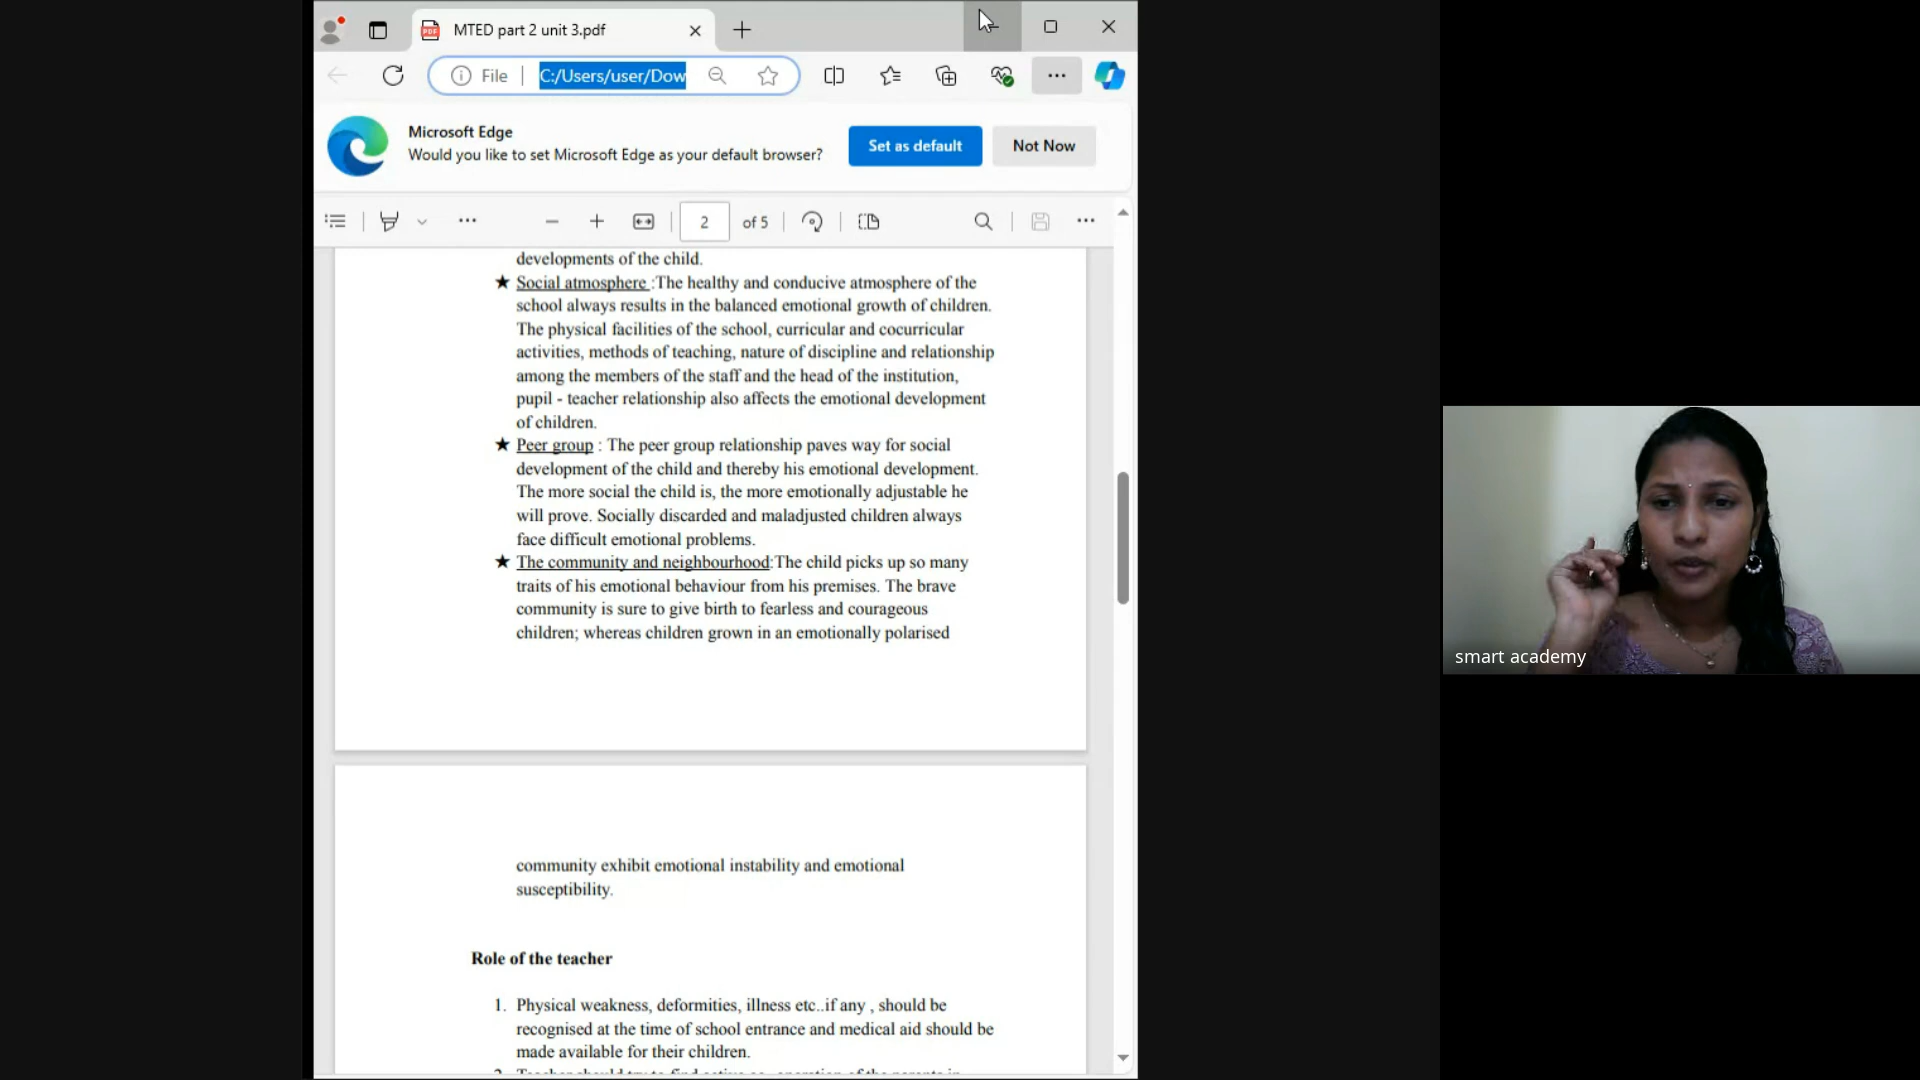 MTED part 2 unit 3.pdf
File
C:/Users/user/Dow
Microsoft Edge
Would you like to set Microsoft Edge as your default browser?
Set as default
Not Now
2 of 5
developments of the child.
★ Social atmosphere :The healthy and conducive atmosphere of the
school always results in the balanced emotional growth of children.
The physical facilities of the school, curricular and cocurricular
activities, methods of teaching, nature of discipline and relationship
among the members of the staff and the head of the institution,
pupil - teacher relationship also affects the emotional development
of children.
★ Peer group : The peer group relationship paves way for social
development of the child and thereby his emotional development.
The more social the child is, the more emotionally adjustable he
will prove. Socially discarded and maladjusted children always
face difficult emotional problems.
★ The community and neighbourhood:The child picks up so many
traits of his emotional behaviour from his premises. The brave
community is sure to give birth to fearless and courageous
children; whereas children grown in an emotionally polarised
community exhibit emotional instability and emotional
susceptibility.
Role of the teacher
1. Physical weakness, deformities, illness etc..if any , should be
recognised at the time of school entrance and medical aid should be
made available for their children.
smart academy